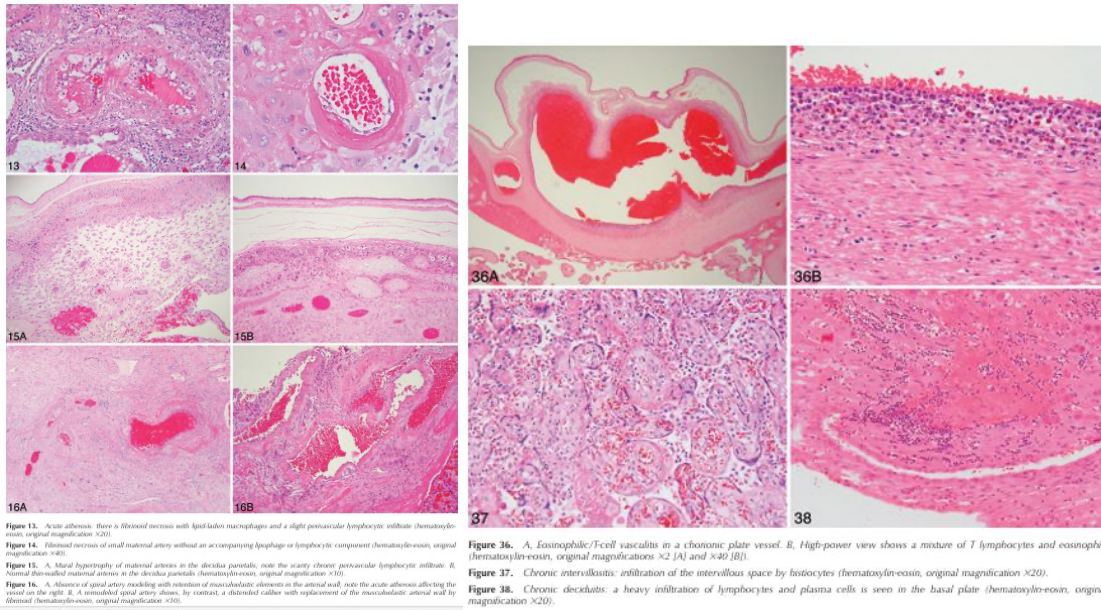 13
14
15A
15B
16A
16B
Figure 13. Acute atherosis: there is fibrinoid necrosis with lipid-laden macrophages and a slight perivascular lymphocytic infiltrate (hematoxylin-
eosin, original magnification ×20).
Figure 14. Fibrinoid necrosis of small maternal artery without an accompanying lipophage or lymphocytic component (hematoxylin-eosin, original
magnification ×40).
Figure 15. A, Mural hypertrophy of maternal arteries in the decidua parietalis; note the scanty chronic perivascular lymphocytic infiltrate. B,
Normal thin-walled maternal arteries in the decidua parietalis (hematoxylin-eosin, original magnification ×10).
Figure 16. A, Absence of spiral artery modeling with retention of musculoelastic elements in the arterial wall; note the acute atherosis affecting the
vessel on the right. B, A remodeled spiral artery shows, by contrast, a distended caliber with replacement of the musculoelastic arterial wall by
fibrinoid (hematoxylin-eosin, original magnification
36A
36B
37
38
Figure 36. A, Eosinophilic/T-cell vasculitis in a chorionic plate vessel. B, High-power view shows a mixture of T lymphocytes and eosinophi
(hematoxylin-eosin, original magnifications ×2 [A] and ×40 [B]).
Figure 37. Chronic intervillositis: infiltration of the intervillous space by histiocytes (hematoxylin-eosin, original magnification ×20).
Figure 38. Chronic deciduitis: a heavy infiltration of lymphocytes and plasma cells is seen in the basal plate (hematoxylin-eosin, origina
magnification ×20).